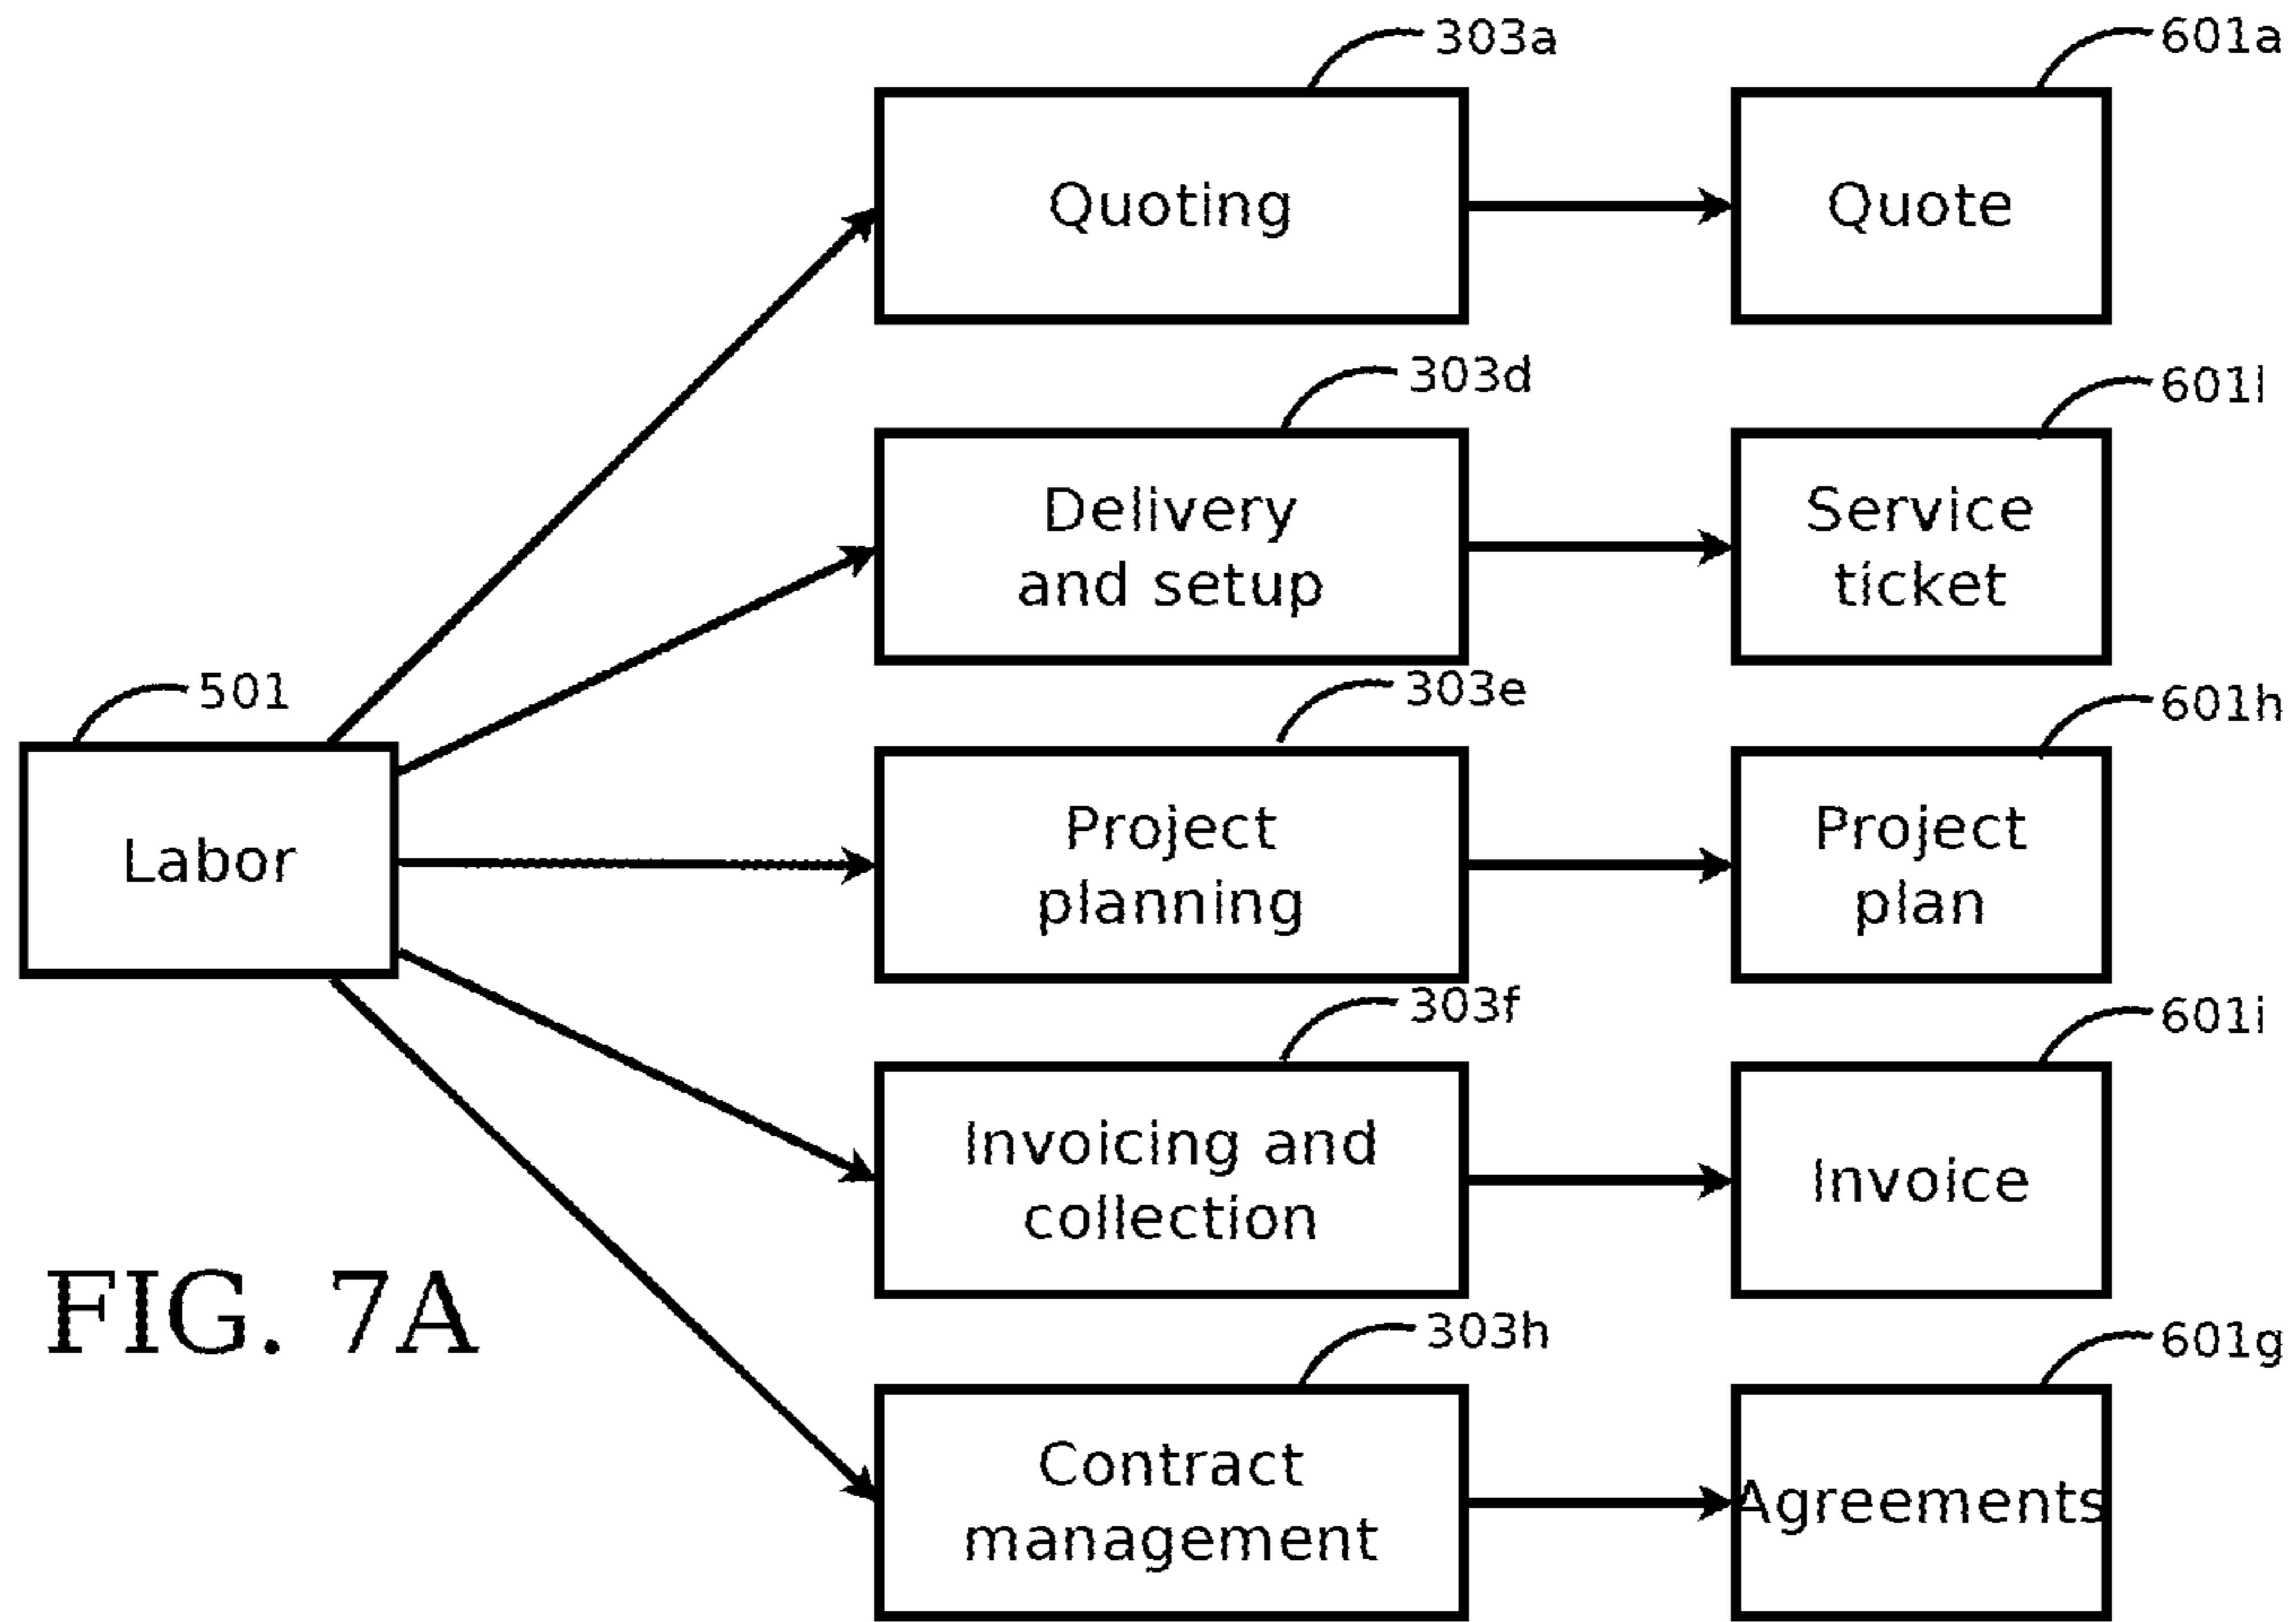 303a
601a
Quoting
Quote
303d
601l
Delivery
and setup
Service
ticket
501
303e
601h
Labor
Project
planning
Project
plan
303f
601i
Invoicing and
collection
Invoice
FIG. 7A
303h
601g
Contract
management
Agreements